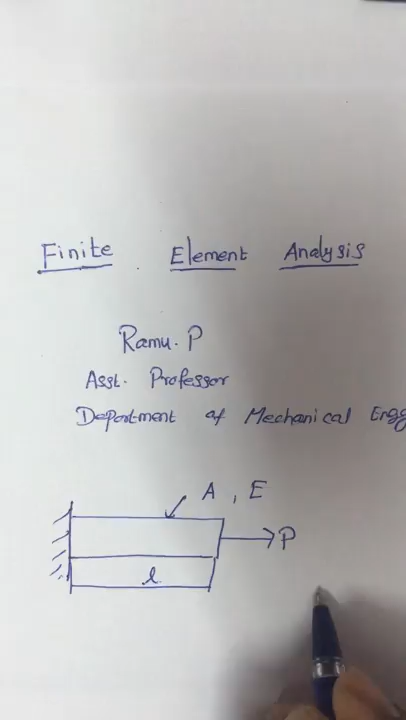 Finite Element Analysis
Ramu. P
Asst. Professor
Department of Mechanical Engg
A , E
P
l